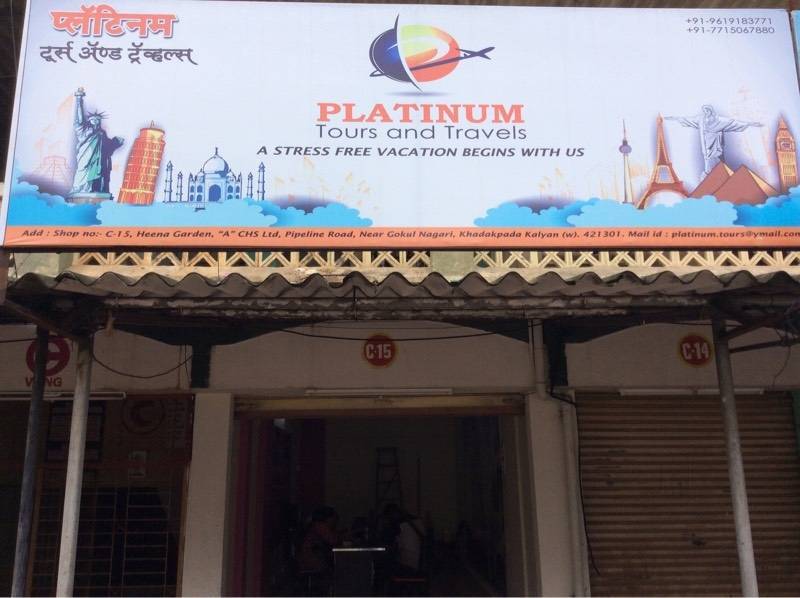 प्लॅटिनम
टूर्स ॲण्ड ट्रॅव्हल्स
+91-9619183771
+91-7715067880
PLATINUM
Tours and Travels
A STRESS FREE VACATION BEGINS WITH US
Add : Shop no:- C-15, Heena Garden, "A" CHS Ltd, Pipeline Road, Near Gokul Nagari, Khadakpada Kalyan (w). 421301. Mail id : platinum.tours@ymail.com
C-15
C-14
WING